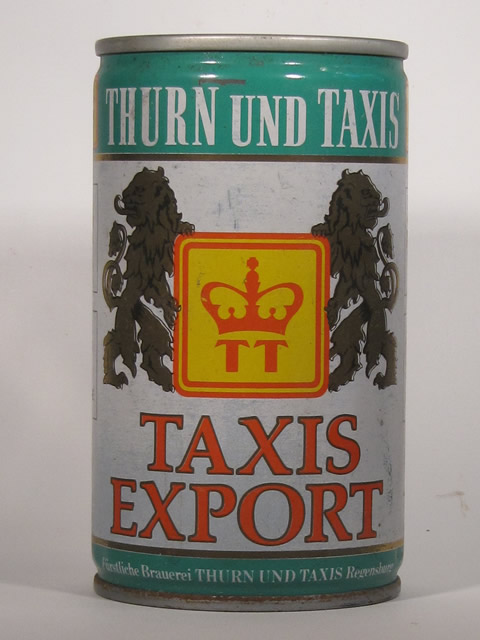 THURN UND TAXIS
TT
TAXIS
EXPORT
Fürstliche Brauerei THURN UND TAXIS Regensburg